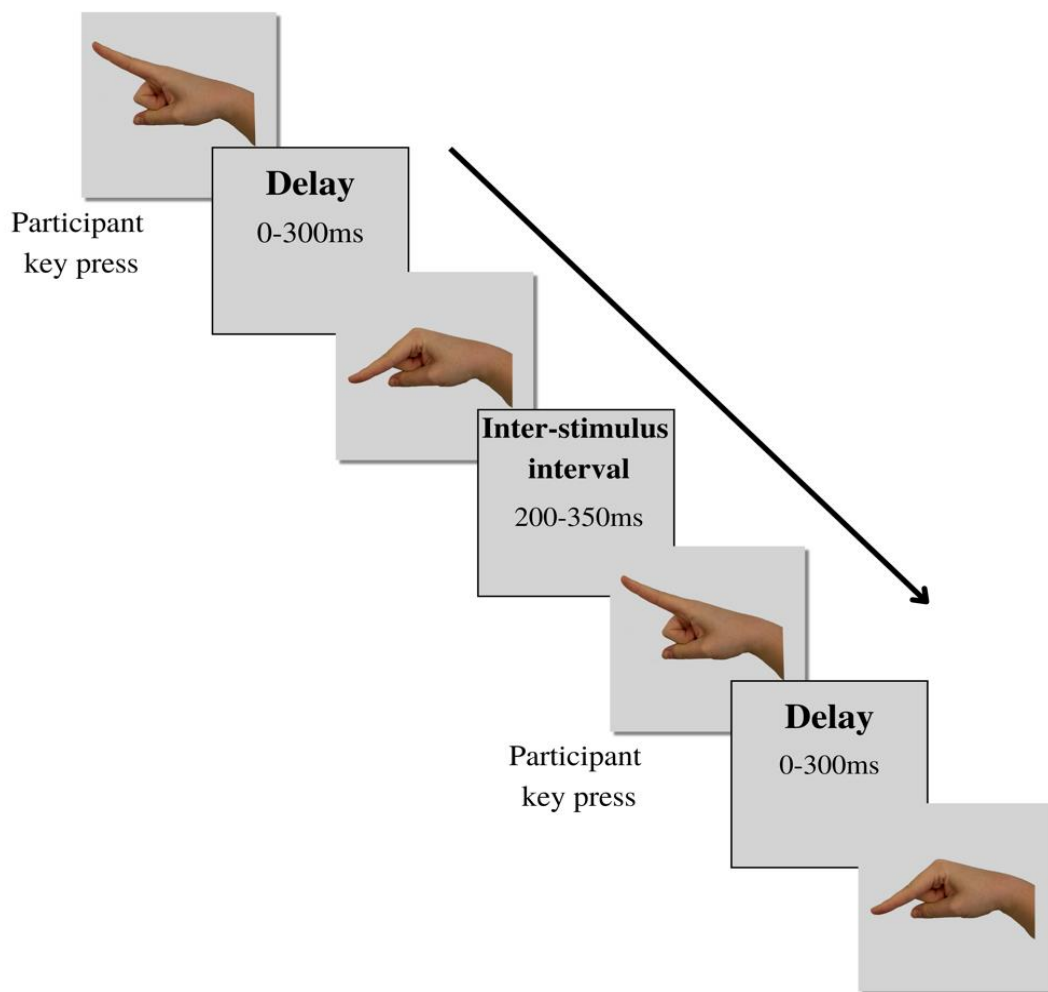 Participant
key press
Delay
0-300ms
Inter-stimulus
interval
200-350ms
Participant
key press
Delay
0-300ms